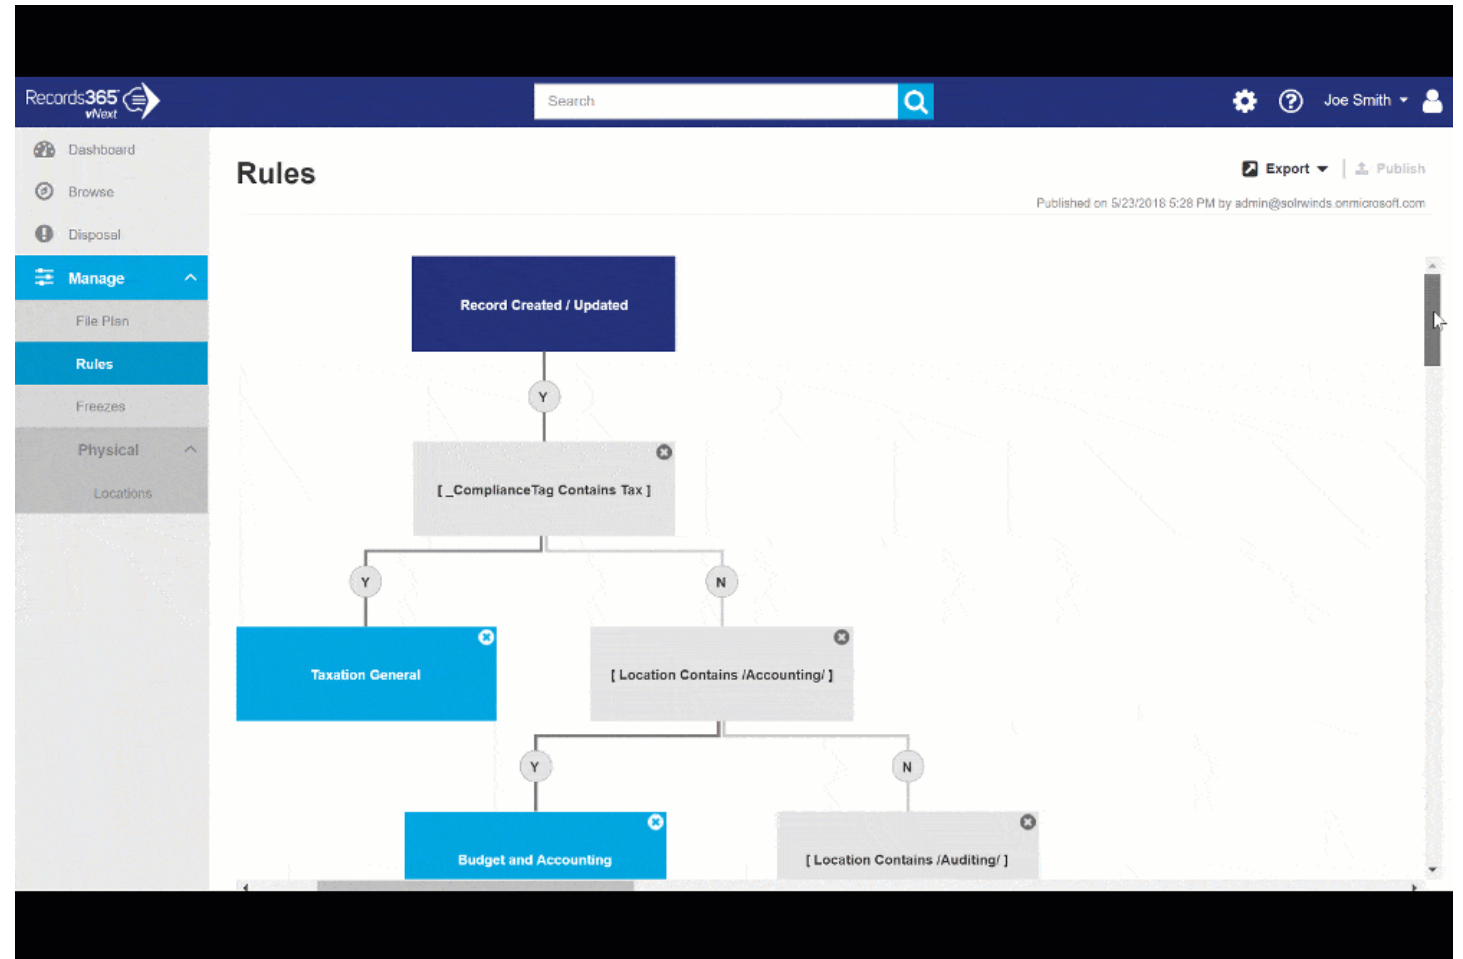 Records365
vNext
Search
Joe Smith
Dashboard
Browse
Disposal
Manage
File Plan
Rules
Freezes
Physical
Locations
Rules
Export
Publish
Published on 5/23/2018 5:28 PM by admin@solrwinds.onmicrosoft.com
Record Created / Updated
Y
[ _ComplianceTag Contains Tax ]
Y
N
Taxation General
[ Location Contains /Accounting/ ]
Y
N
Budget and Accounting
[ Location Contains /Auditing/ ]